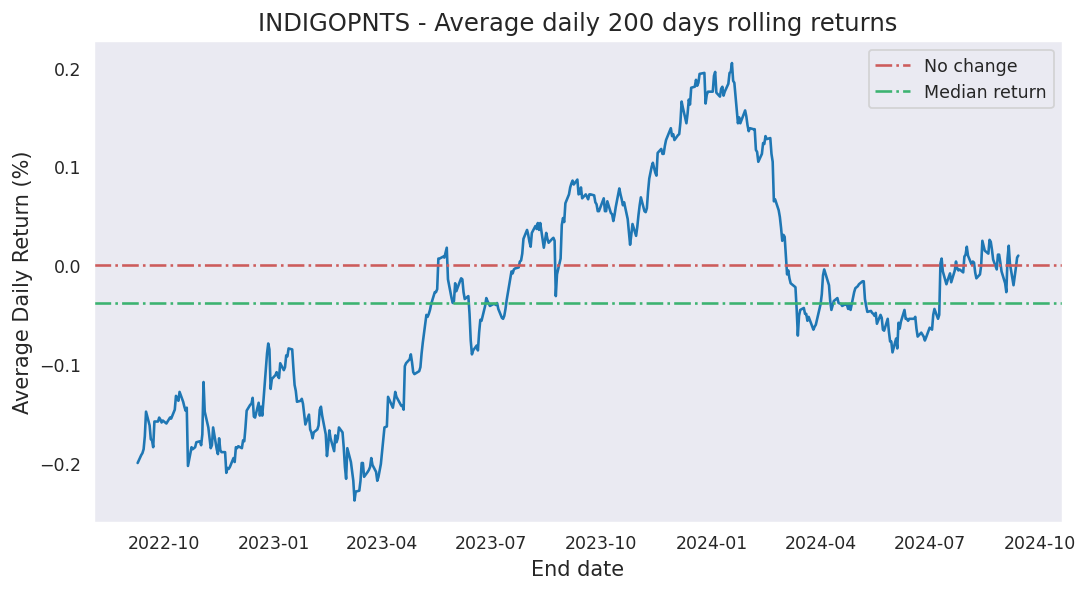 INDIGOPNTS - Average daily 200 days rolling returns
No change
Median return
Average Daily Return (%)
0.2
0.1
0.0
−0.1
−0.2
2022-10 2023-01 2023-04 2023-07 2023-10 2024-01 2024-04 2024-07 2024-10
End date